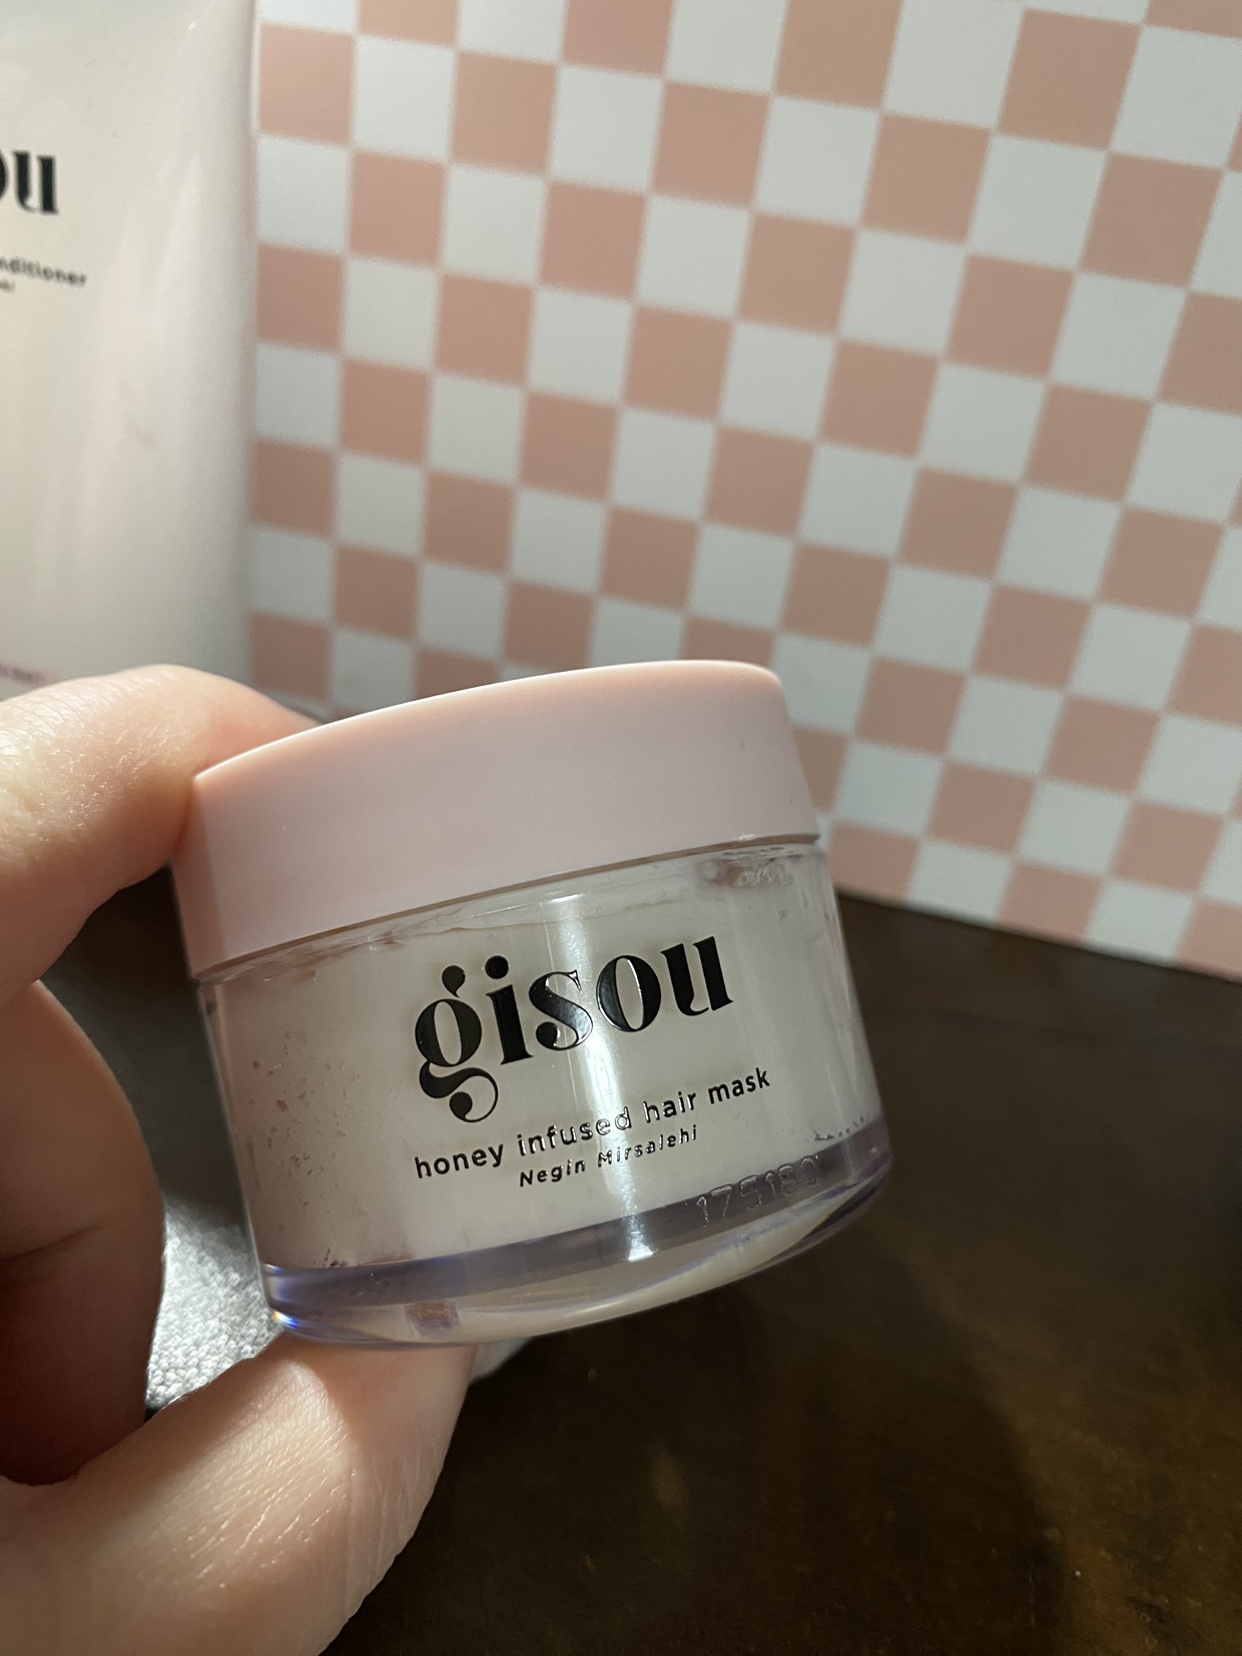 ou
nditioner
gisou
honey infused hair mask
Negin Mirsalehi